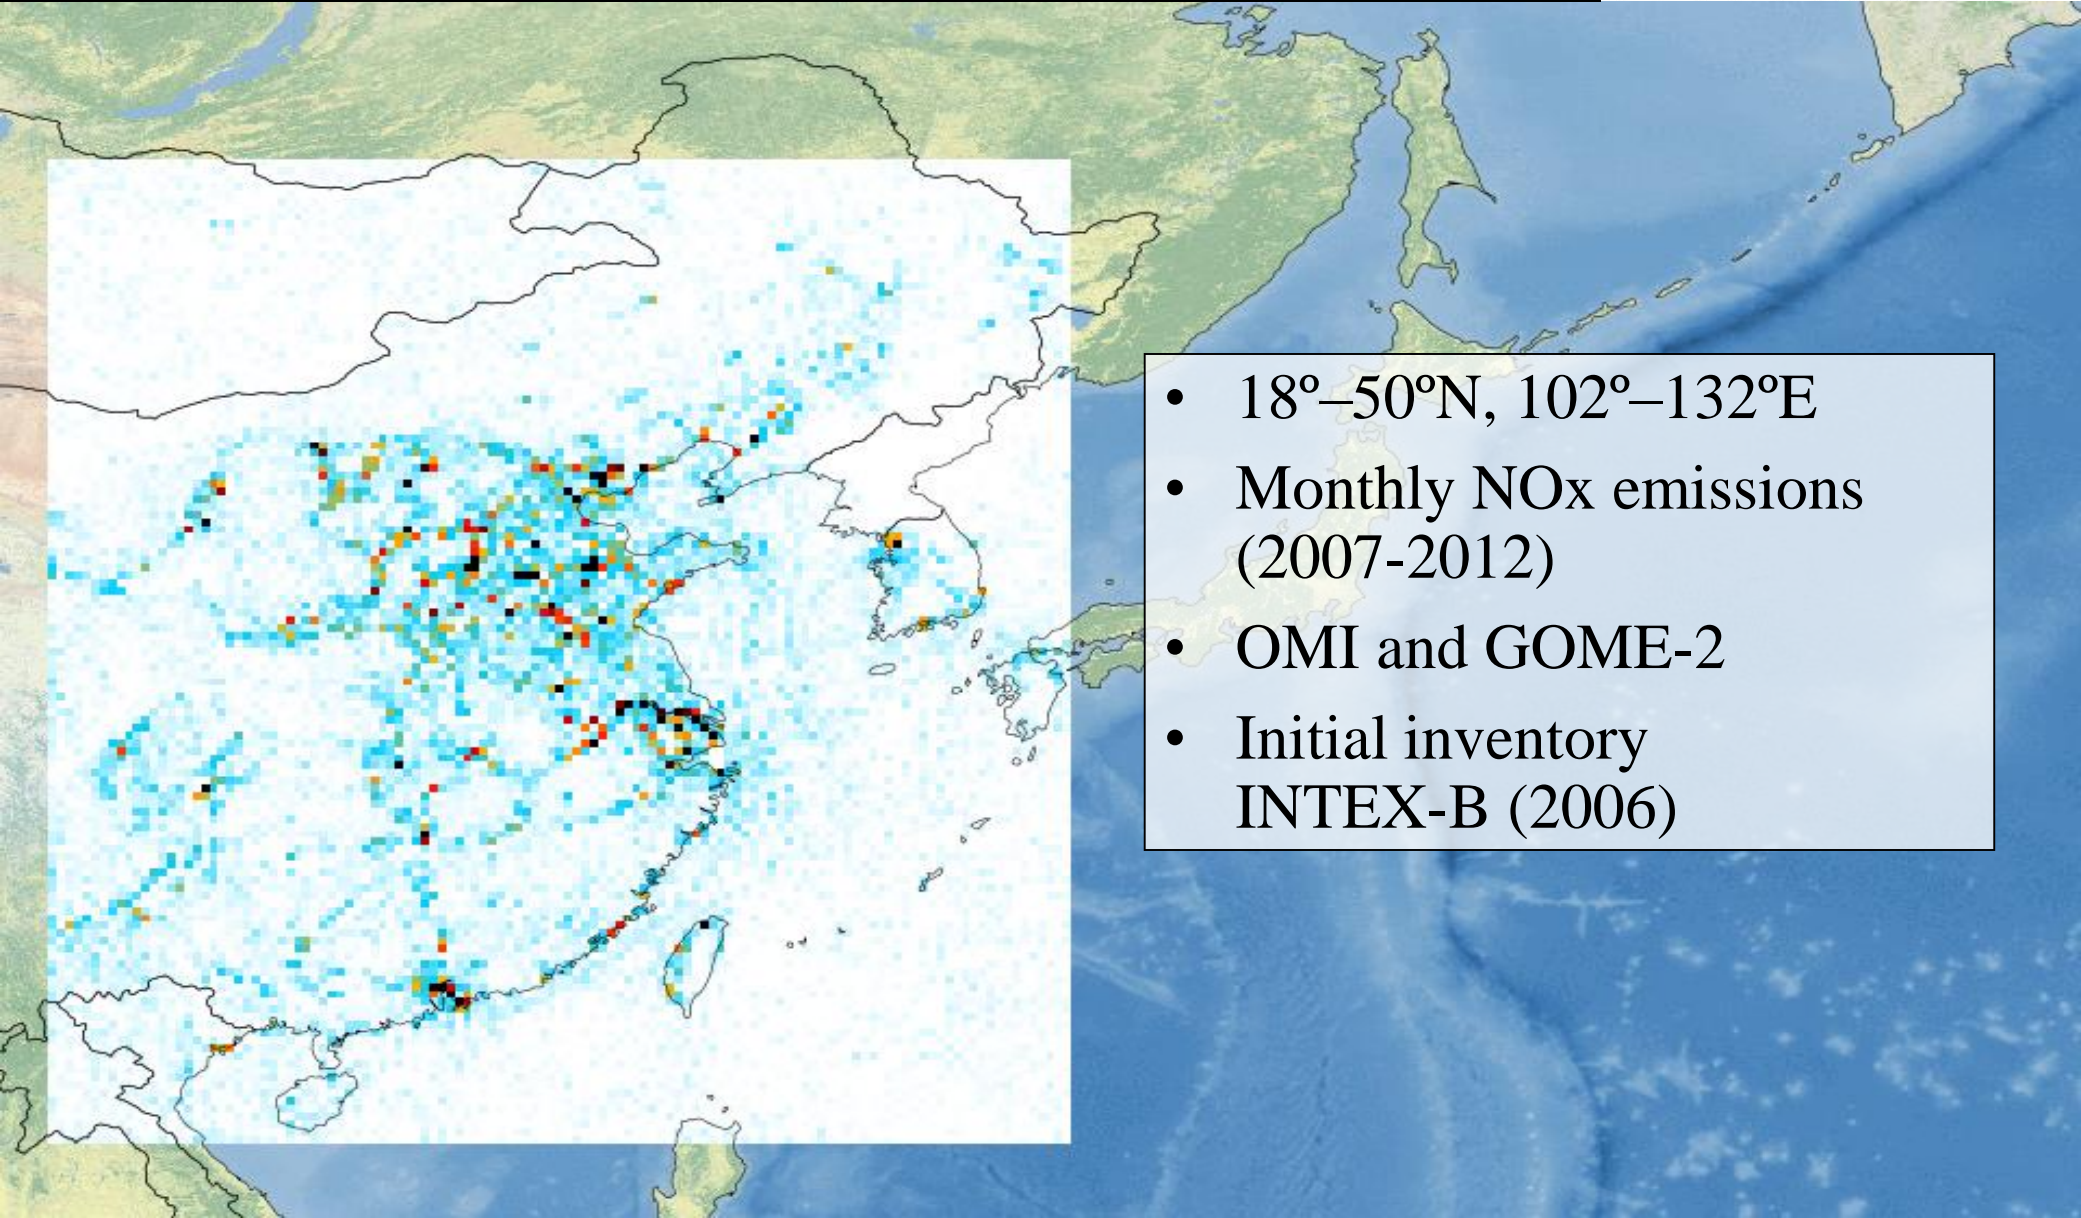 • 18º–50ºN, 102º–132ºE
• Monthly NOx emissions
(2007-2012)
• OMI and GOME-2
• Initial inventory
INTEX-B (2006)